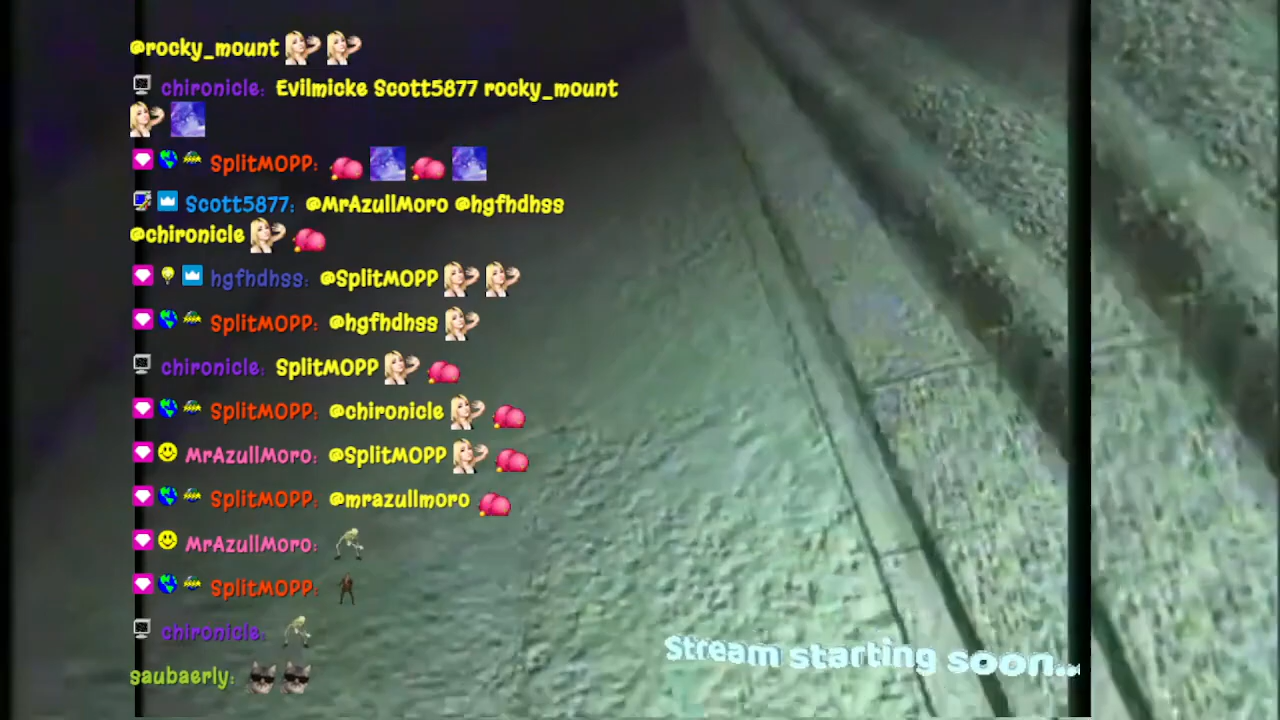 @rocky_mount
chironicle: Evilmicke Scott5877 rocky_mount
SplitMOPP:
Scott5877: @MrAzullMoro @hgfhdhss
@chironicle
hgfhdhss: @SplitMOPP
SplitMOPP: @hgfhdhss
chironicle: SplitMOPP
SplitMOPP: @chironicle
MrAzullMoro: @SplitMOPP
SplitMOPP: @mrazullmoro
MrAzullMoro:
SplitMOPP:
chironicle:
saubaerly:
Stream starting soon...